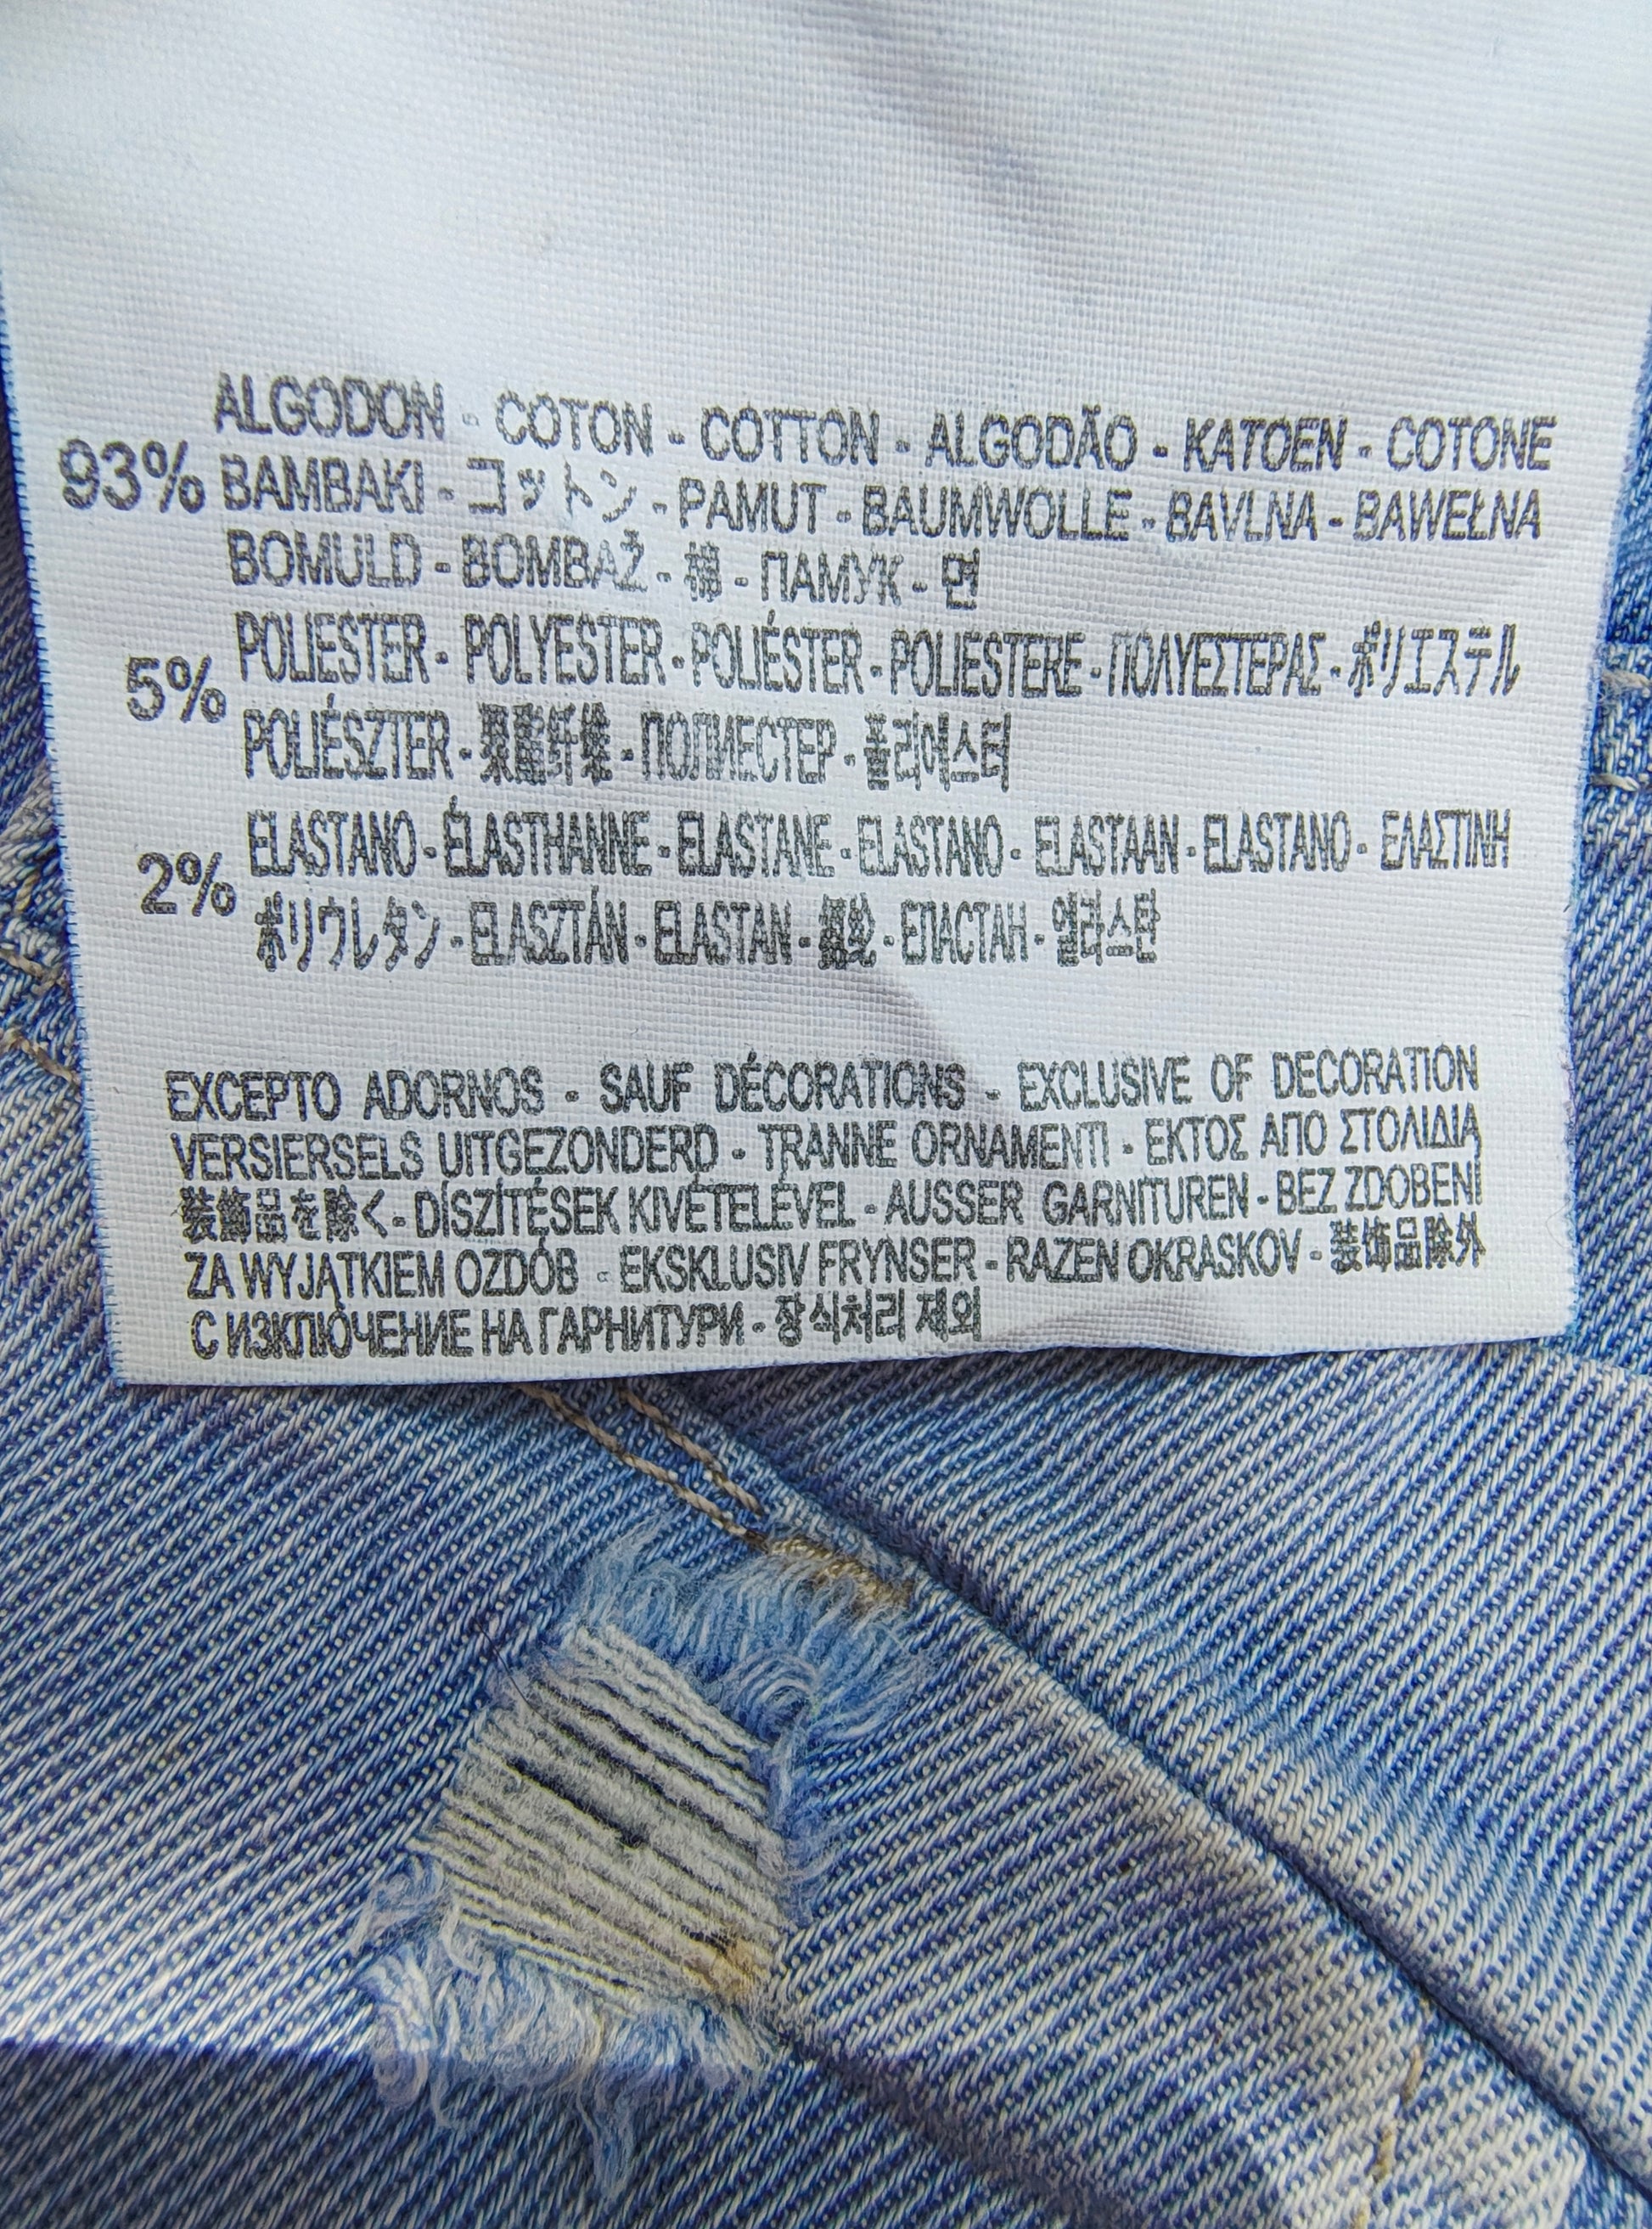 ALGODON - COTON - COTTON - ALGODÃO - KATOEN - COTONE
93% BAMBAKI - コットン - PAMUT - BAUMWOLLE - BAVLNA - BAWEŁNA
BOMULD - BOMBAŽ - 棉 - ПАМУК - 면
POLIESTER - POLYESTER - POLIÉSTER - POLIESTERE - ΠΟΛΥΕΣΤΕΡΑΣ - ポリエステル
5%
POLIÉSZTER - 聚酯纤维 - ПОЛИЕСТЕР - 폴리에스터
ELASTANO - ÉLASTHANNE - ELASTANE - ELASTANO - ELASTAAN - ELASTANO - ΕΛΑΣΤΙΝΗ
2%
ポリウレタン - ELASZTÁN - ELASTAN - 氨纶 - ЕПАСТАН - 엘라스탄
EXCEPTO ADORNOS - SAUF DÉCORATIONS - EXCLUSIVE OF DECORATION
VERSIERSELS UITGEZONDERD - TRANNE ORNAMENTI - ΕΚΤΟΣ ΑΠΟ ΣΤΟΛΙΔΙΑ
装飾品を除く - DÍSZÍTÉSEK KIVÉTELÉVEL - AUSSER GARNITUREN - BEZ ZDOBENÍ
ZA WYJĄTKIEM OZDÓB - EKSKLUSIV FRYNSER - RAZEN OKRASKOV - 装饰品除外
С ИЗКПЮЧЕНИЕ НА ГАРНИТУРИ - 장식처리 제외